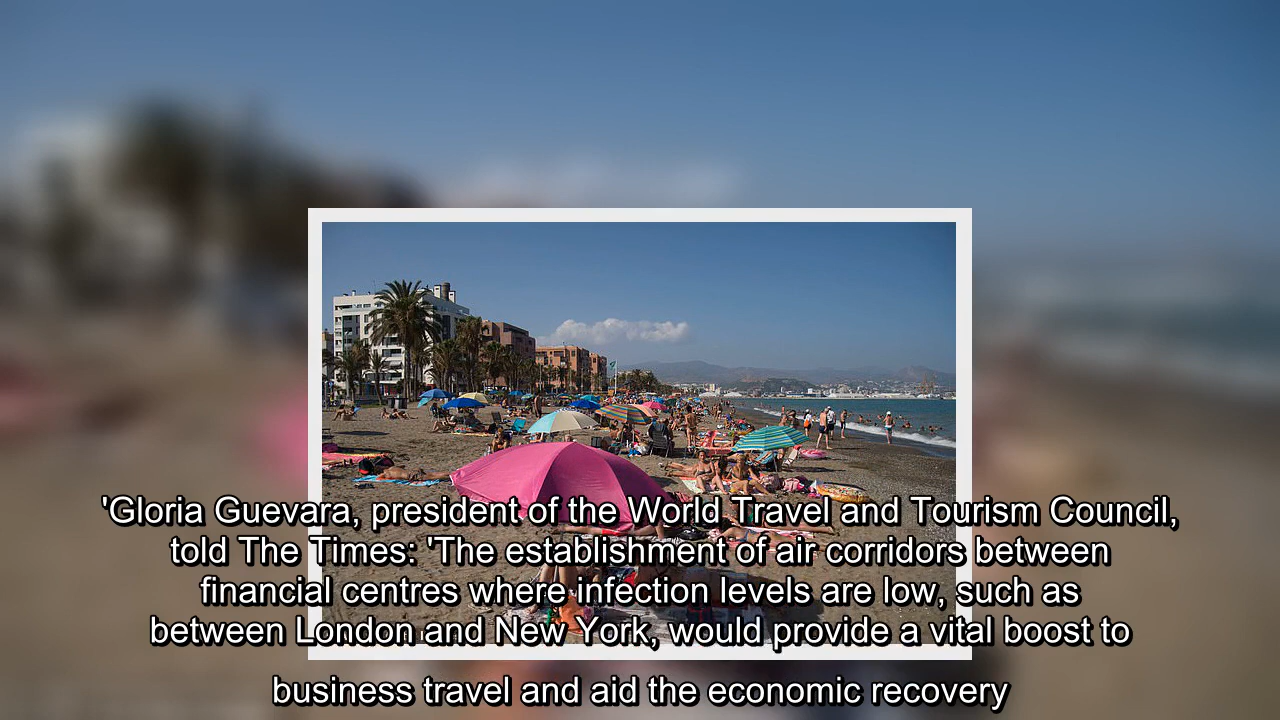 'Gloria Guevara, president of the World Travel and Tourism Council,
told The Times: 'The establishment of air corridors between
financial centres where infection levels are low, such as
between London and New York, would provide a vital boost to
business travel and aid the economic recovery